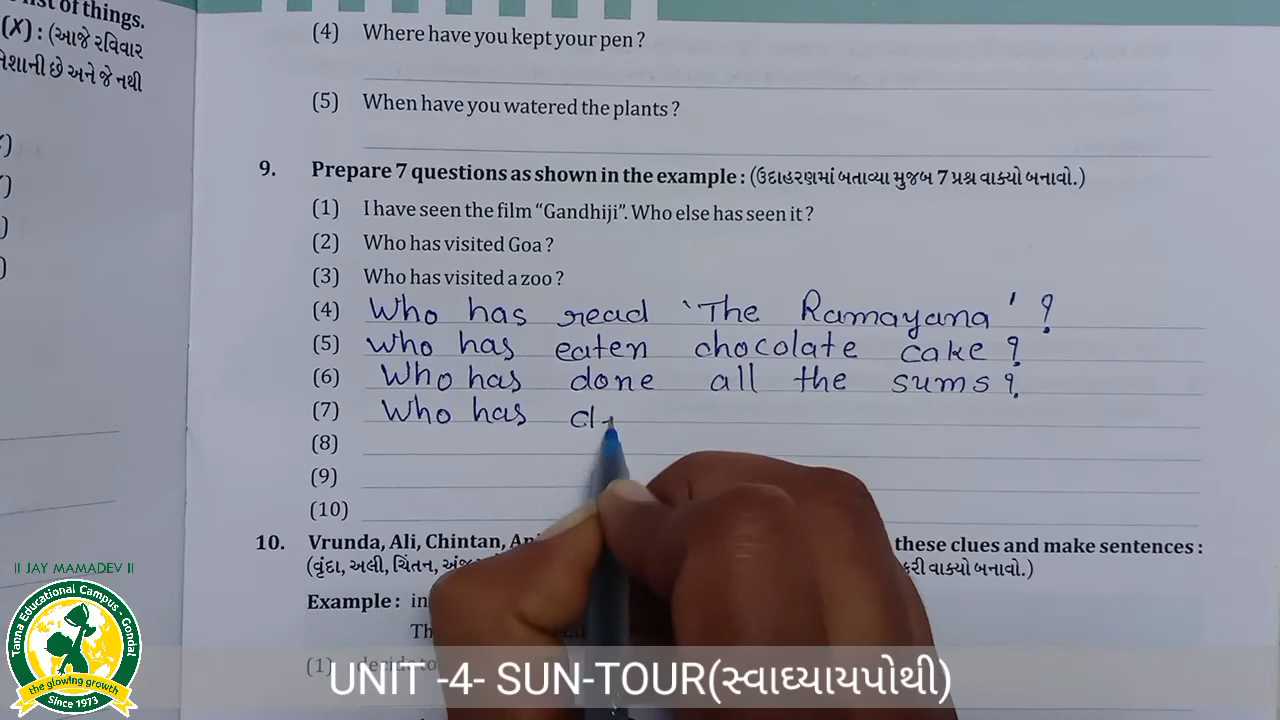 list of things.
(X) : (આજે રવિવાર
નિશાની છે અને જે નથી
(4) Where have you kept your pen ?
(5) When have you watered the plants ?
9. Prepare 7 questions as shown in the example : (ઉદાહરણમાં બતાવ્યા મુજબ 7 પ્રશ્ન વાક્યો બનાવો.)
(1) I have seen the film “Gandhiji”. Who else has seen it ?
(2) Who has visited Goa ?
(3) Who has visited a zoo ?
(4) Who has read 'The Ramayana' ?
(5) Who has eaten chocolate cake ?
(6) Who has done all the sums ?
(7) Who has
(8)
(9)
(10)
10. Vrunda, Ali, Chintan, these clues and make sentences :
(વૃંદા, અલી, ચિંતન, કરી વાક્યો બનાવો.)
Example : in
(1)
|| JAY MAMADEV ||
Tanna Educational Campus - Gondal
the glowing growth
Since 1973
UNIT -4- SUN-TOUR(સ્વાધ્યાયપોથી)